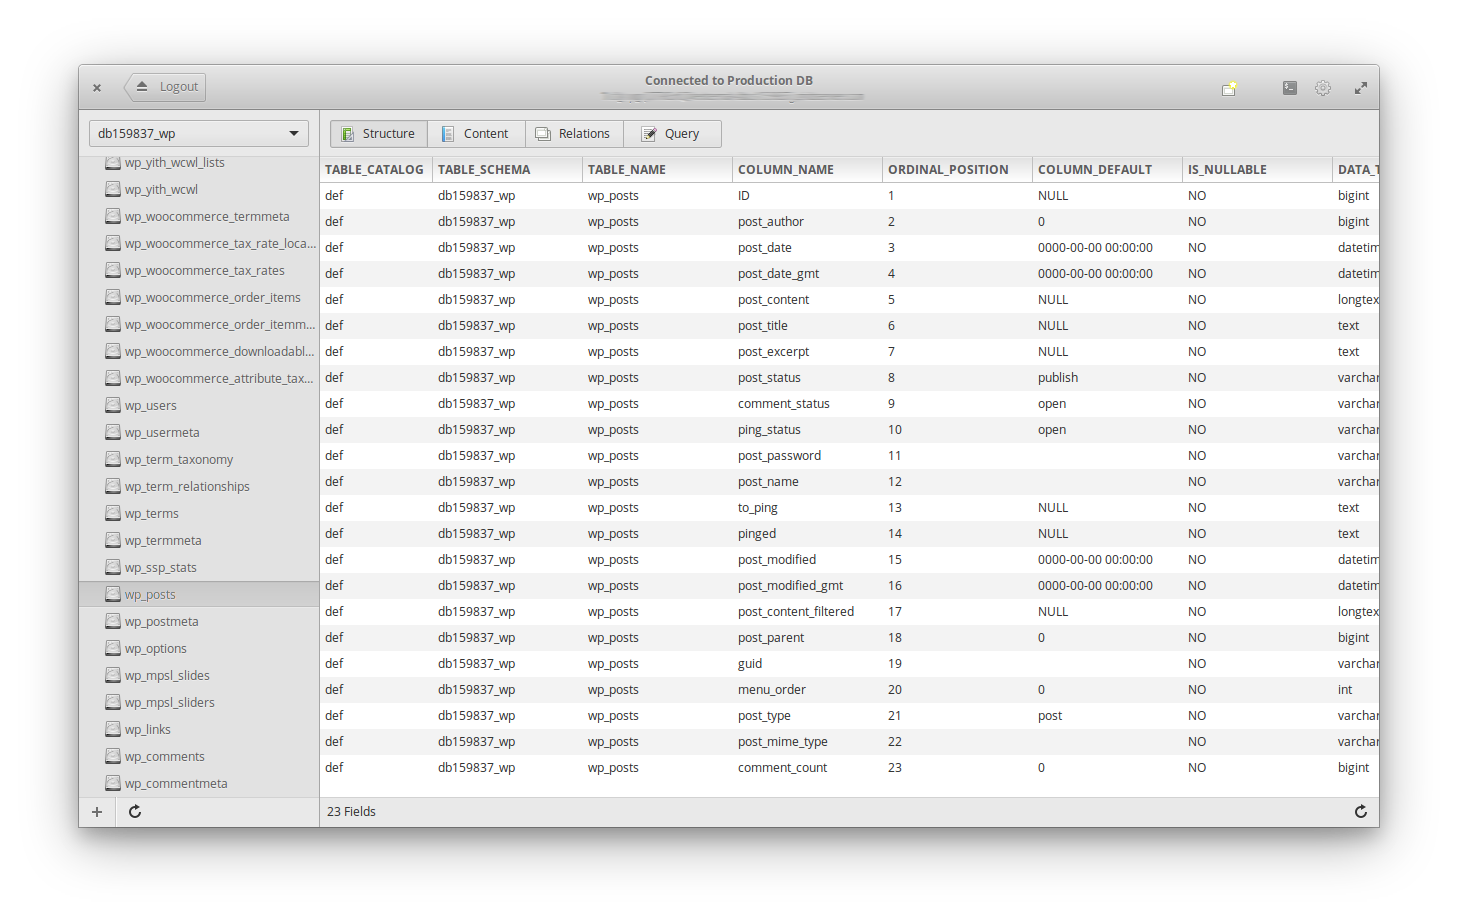 Connected to Production DB
Logout
db159837_wp
Structure Content Relations Query
wp_yith_wcwl_lists
wp_yith_wcwl
wp_woocommerce_termmeta
wp_woocommerce_tax_rate_loca...
wp_woocommerce_tax_rates
wp_woocommerce_order_items
wp_woocommerce_order_itemm...
wp_woocommerce_downloadabl...
wp_woocommerce_attribute_tax...
wp_users
wp_usermeta
wp_term_taxonomy
wp_term_relationships
wp_terms
wp_termmeta
wp_ssp_stats
wp_posts
wp_postmeta
wp_options
wp_mpsl_slides
wp_mpsl_sliders
wp_links
wp_comments
wp_commentmeta
TABLE_CATALOG TABLE_SCHEMA TABLE_NAME COLUMN_NAME ORDINAL_POSITION COLUMN_DEFAULT IS_NULLABLE DATA_T
def db159837_wp wp_posts ID 1 NULL NO bigint
def db159837_wp wp_posts post_author 2 0 NO bigint
def db159837_wp wp_posts post_date 3 0000-00-00 00:00:00 NO datetim
def db159837_wp wp_posts post_date_gmt 4 0000-00-00 00:00:00 NO datetim
def db159837_wp wp_posts post_content 5 NULL NO longtex
def db159837_wp wp_posts post_title 6 NULL NO text
def db159837_wp wp_posts post_excerpt 7 NULL NO text
def db159837_wp wp_posts post_status 8 publish NO varchar
def db159837_wp wp_posts comment_status 9 open NO varchar
def db159837_wp wp_posts ping_status 10 open NO varchar
def db159837_wp wp_posts post_password 11 NO varchar
def db159837_wp wp_posts post_name 12 NO varchar
def db159837_wp wp_posts to_ping 13 NULL NO text
def db159837_wp wp_posts pinged 14 NULL NO text
def db159837_wp wp_posts post_modified 15 0000-00-00 00:00:00 NO datetim
def db159837_wp wp_posts post_modified_gmt 16 0000-00-00 00:00:00 NO datetim
def db159837_wp wp_posts post_content_filtered 17 NULL NO longtex
def db159837_wp wp_posts post_parent 18 0 NO bigint
def db159837_wp wp_posts guid 19 NO varchar
def db159837_wp wp_posts menu_order 20 0 NO int
def db159837_wp wp_posts post_type 21 post NO varchar
def db159837_wp wp_posts post_mime_type 22 NO varchar
def db159837_wp wp_posts comment_count 23 0 NO bigint
23 Fields